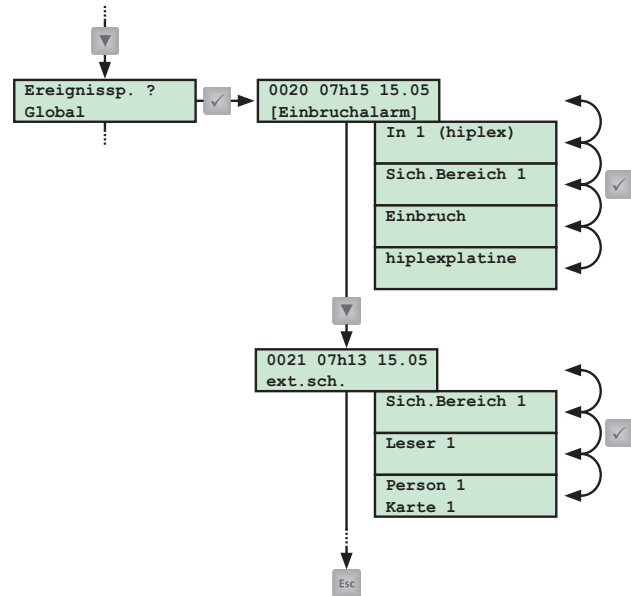 Ereignissp. ?
Global
0020 07h15 15.05
[Einbruchalarm]
In 1 (hiplex)
Sich.Bereich 1
Einbruch
hiplexplatine
0021 07h13 15.05
ext.sch.
Sich.Bereich 1
Leser 1
Person 1
Karte 1
Esc